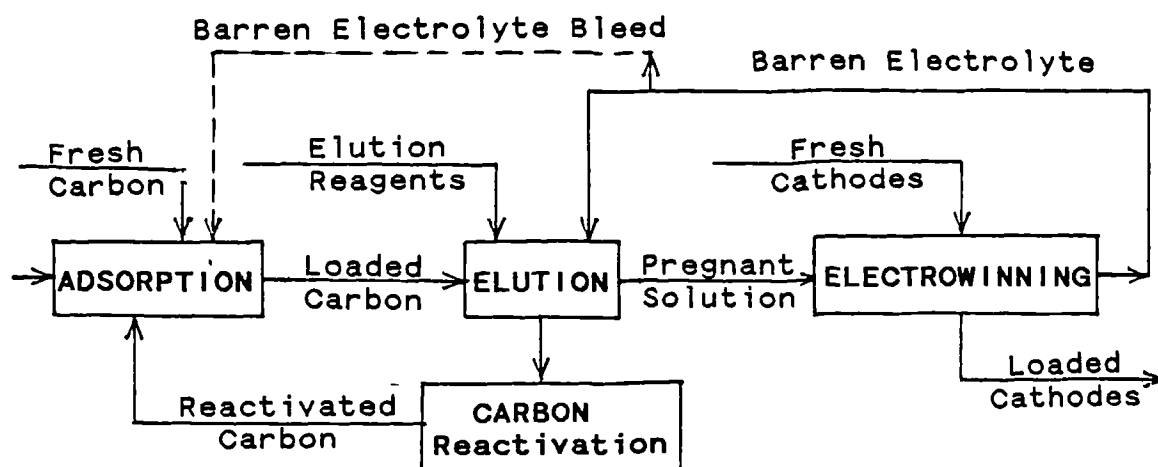 Barren Electrolyte Bleed
Barren Electrolyte
Fresh
Carbon
Elution
Reagents
Fresh
Cathodes
ADSORPTION
Loaded
Carbon
ELUTION
Pregnant
Solution
ELECTROWINNING
Loaded
Cathodes
Reactivated
Carbon
CARBON
Reactivation